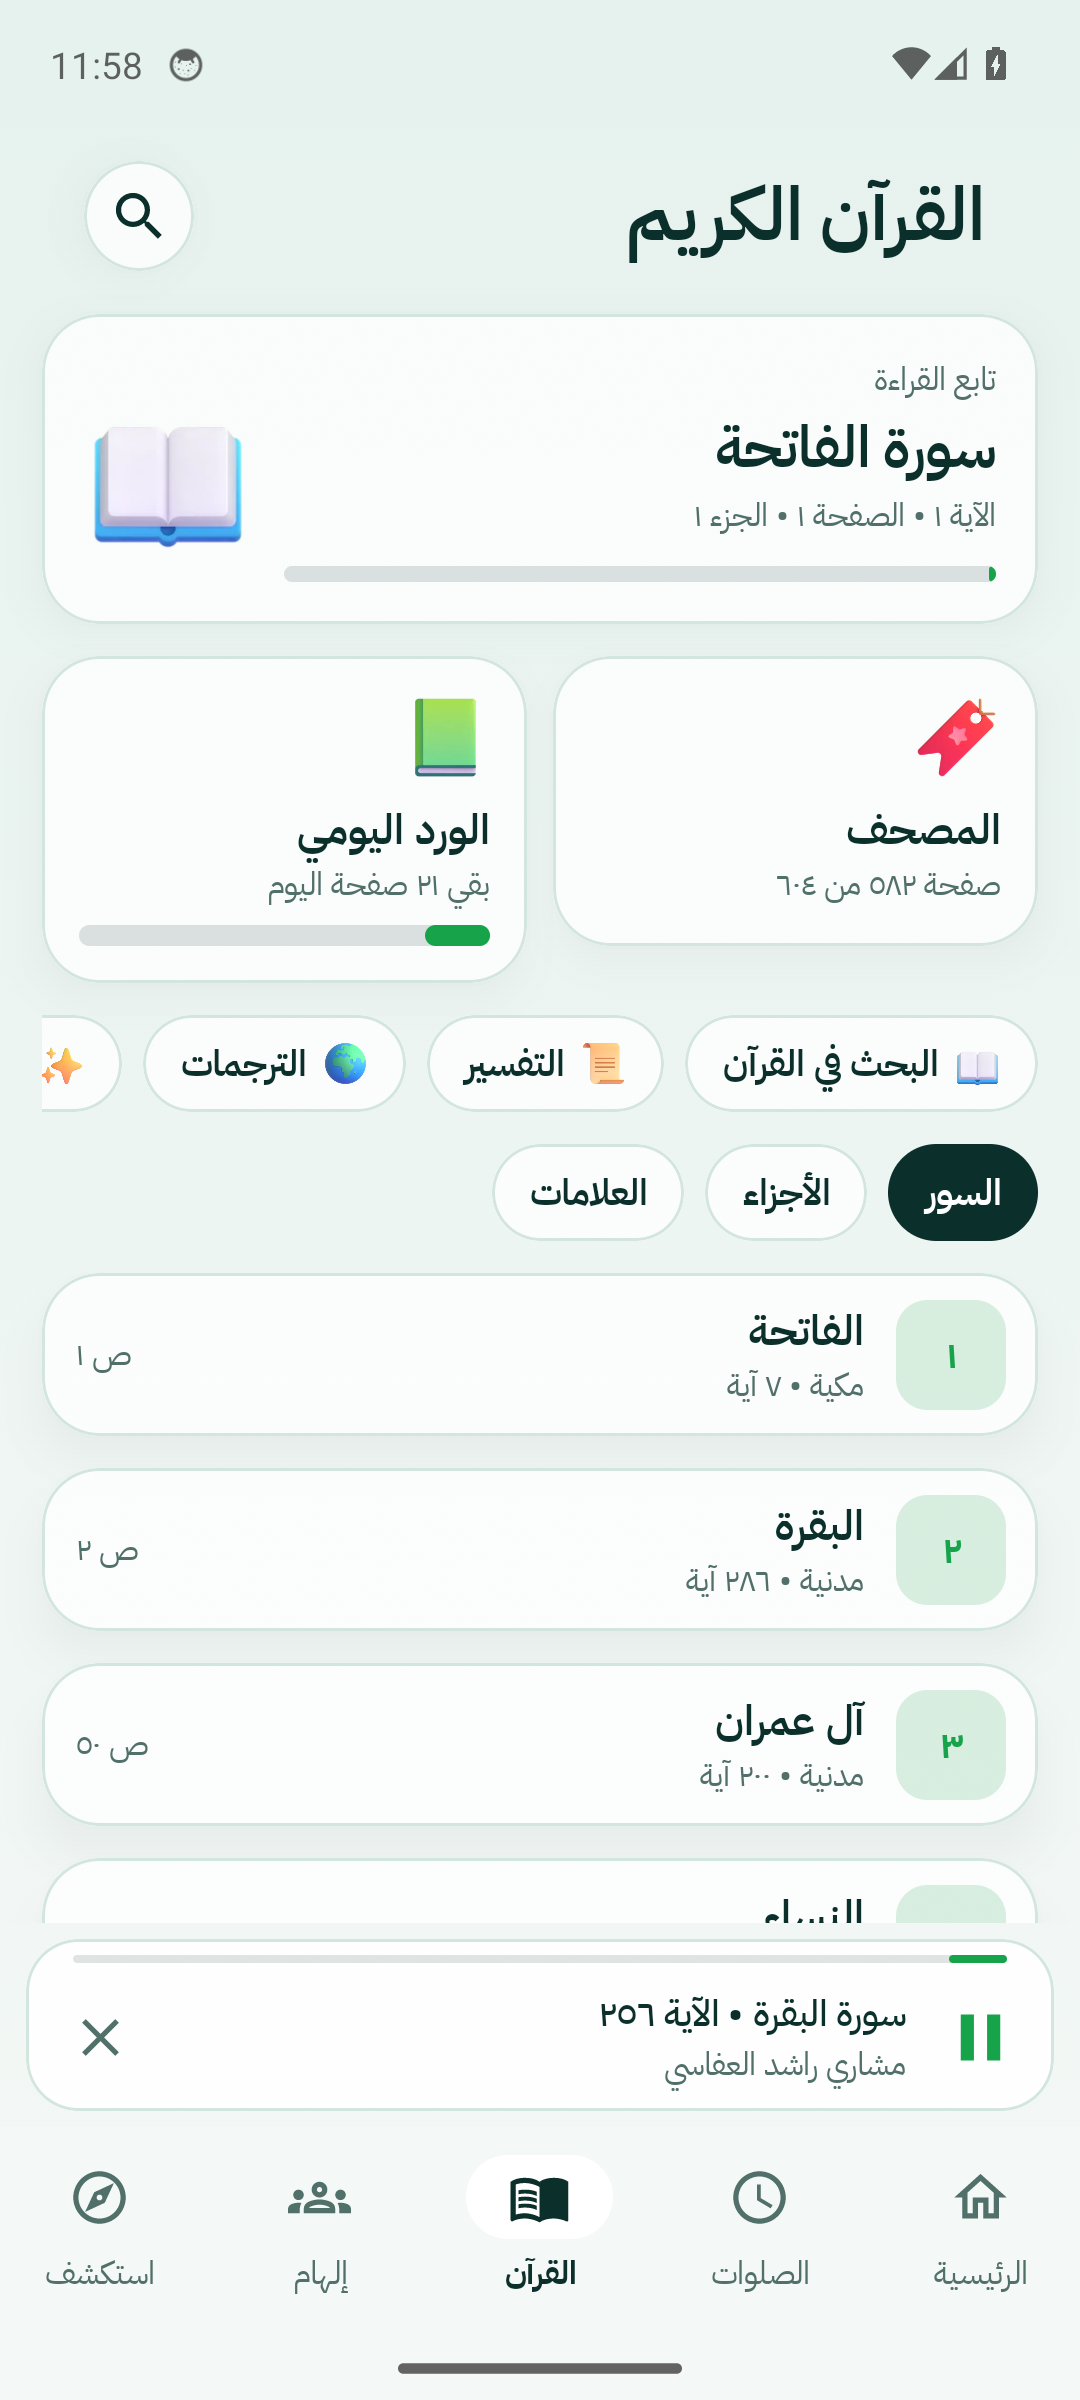 11:58
القرآن الكريم
تابع القراءة
سورة الفاتحة
الآية ١ • الصفحة ١ • الجزء ١
المصحف
صفحة ٥٨٢ من ٦٠٤
الورد اليومي
بقي ٢١ صفحة اليوم
البحث في القرآن
التفسير
الترجمات
السور
الأجزاء
العلامات
١
الفاتحة
مكية • ٧ آية
ص ١
٢
البقرة
مدنية • ٢٨٦ آية
ص ٢
٣
آل عمران
مدنية • ٢٠٠ آية
ص ٥٠
النساء
سورة البقرة • الآية ٢٥٦
مشاري راشد العفاسي
الرئيسية
الصلوات
القرآن
إلهام
استكشف